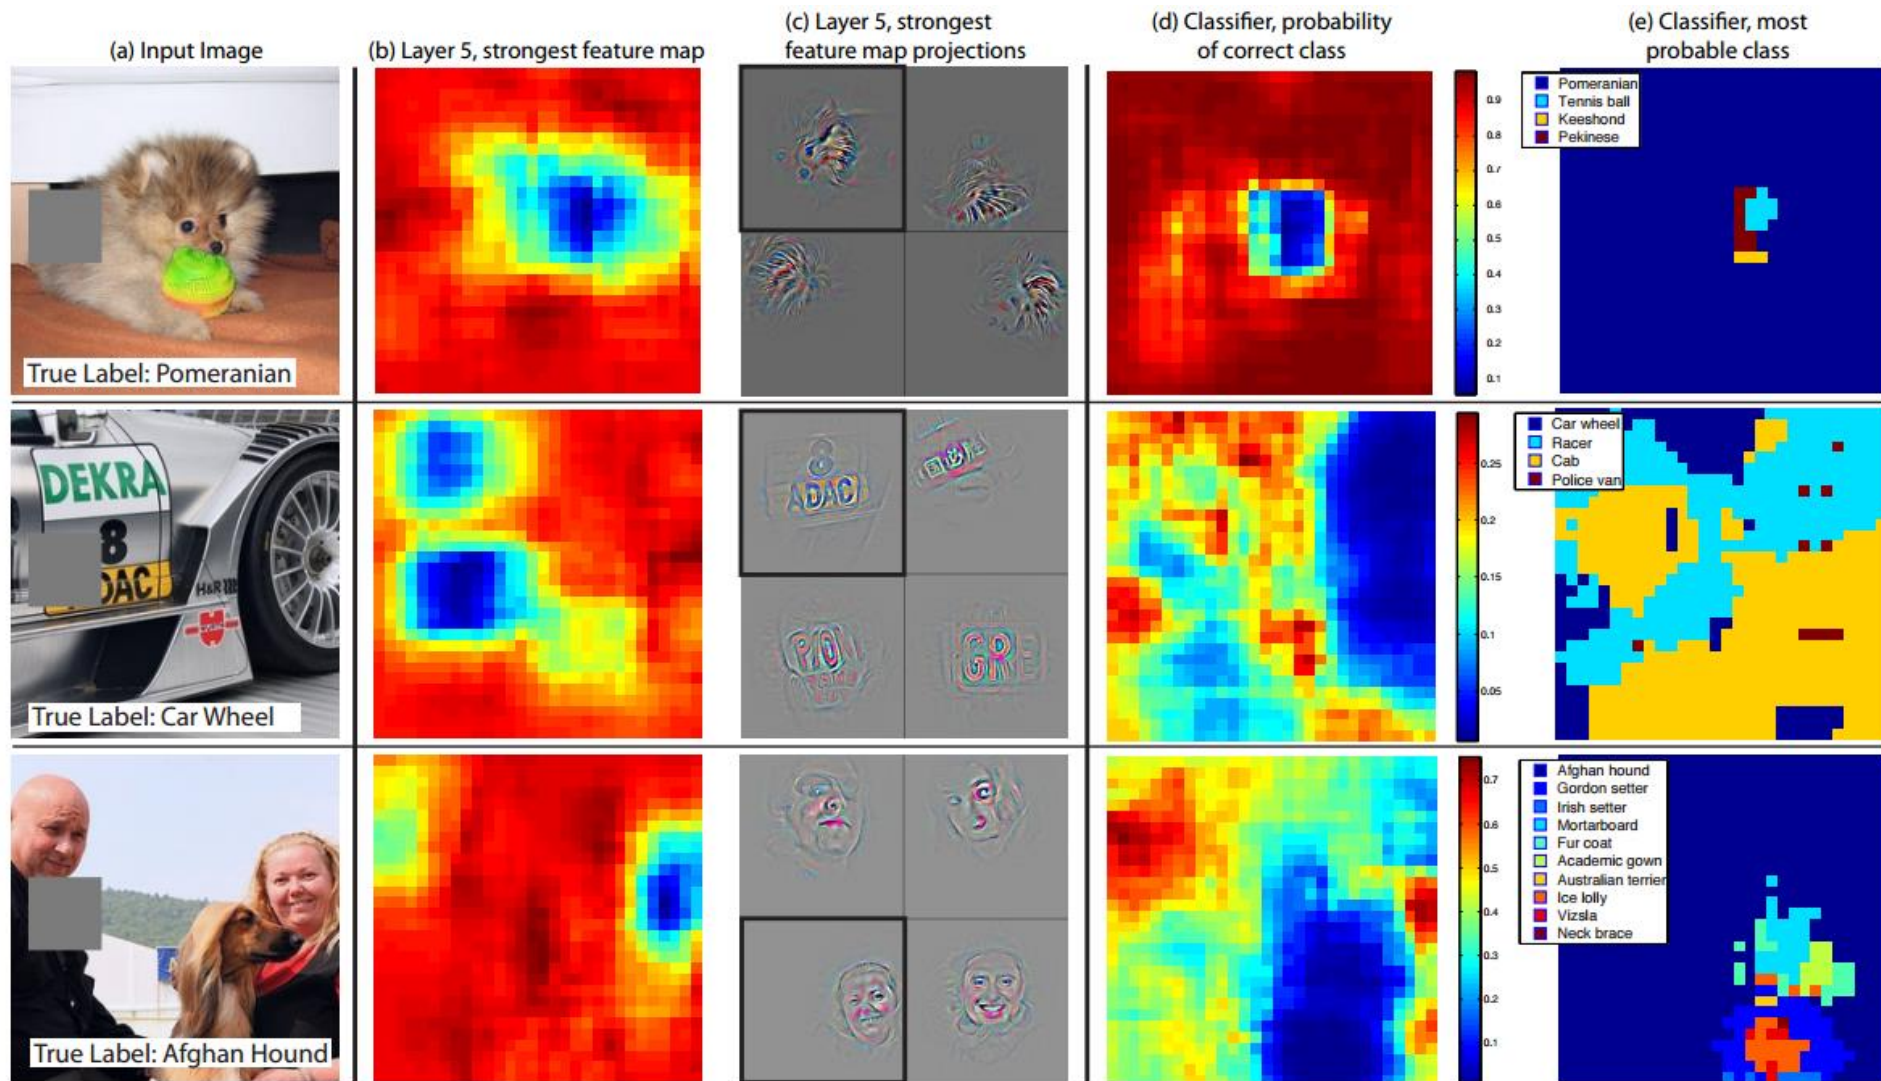 (a) Input Image
(b) Layer 5, strongest feature map
(c) Layer 5, strongest
feature map projections
(d) Classifier, probability
of correct class
(e) Classifier, most
probable class
True Label: Pomeranian
0.9
0.8
0.7
0.6
0.5
0.4
0.3
0.2
0.1
Pomeranian
Tennis ball
Keeshond
Pekinese
DEKRA
8
DAC
H&R
True Label: Car Wheel
8
ADAC
GRE
0.25
0.2
0.15
0.1
0.05
Car wheel
Racer
Cab
Police van
True Label: Afghan Hound
0.7
0.6
0.5
0.4
0.3
0.2
0.1
Afghan hound
Gordon setter
Irish setter
Mortarboard
Fur coat
Academic gown
Australian terrier
Ice lolly
Vizsla
Neck brace